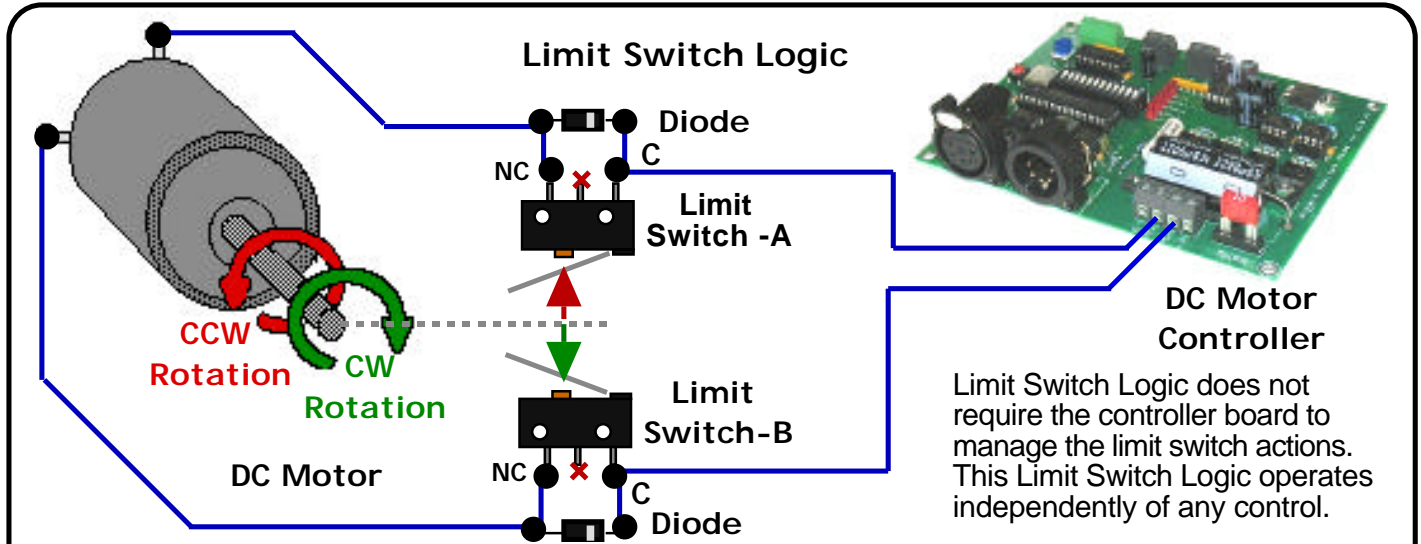 Limit Switch Logic
Diode
NC
C
Limit
Switch -A
CCW
Rotation
CW
Rotation
DC Motor
Controller
Limit
Switch-B
NC
C
Diode
DC Motor
Limit Switch Logic does not
require the controller board to
manage the limit switch actions.
This Limit Switch Logic operates
independently of any control.